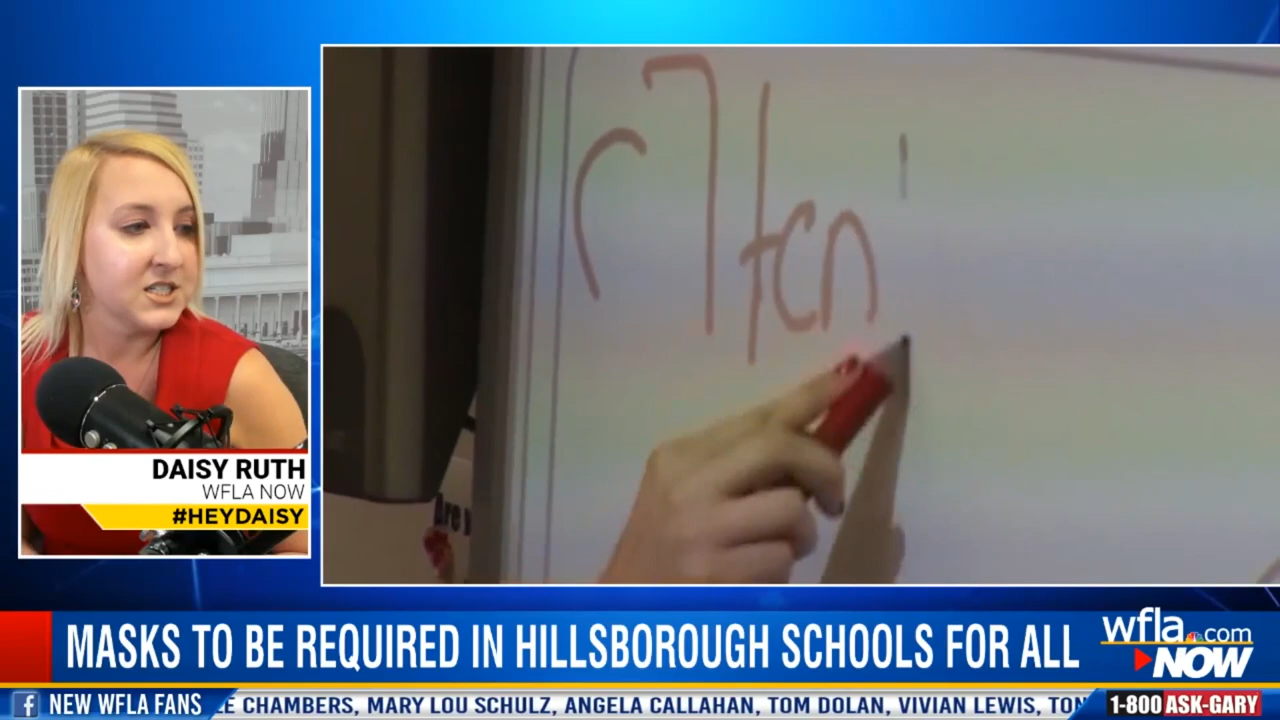 DAISY RUTH
WFLA NOW
#HEYDAISY
MASKS TO BE REQUIRED IN HILLSBOROUGH SCHOOLS FOR ALL
wfla.com
NOW
NEW WFLA FANS
CHAMBERS, MARY LOU SCHULZ, ANGELA CALLAHAN, TOM DOLAN, VIVIAN LEWIS,
1-800 ASK-GARY